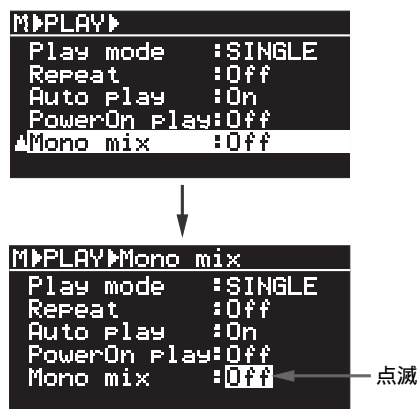 M▶PLAY▶
Play mode :SINGLE
Repeat :Off
Auto play :On
PowerOn play:Off
Mono mix :Off
M▶PLAY▶Mono mix
Play mode :SINGLE
Repeat :Off
Auto play :On
PowerOn play:Off
Mono mix :Off
点滅